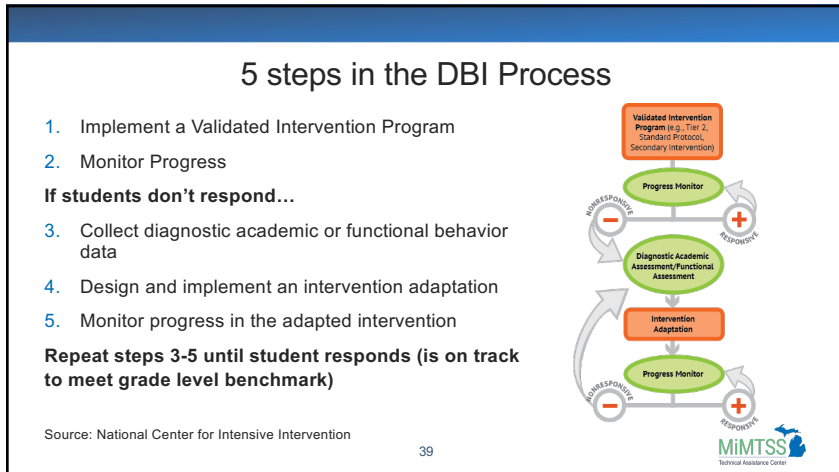 5 steps in the DBI Process
1. Implement a Validated Intervention Program
2. Monitor Progress
If students don’t respond…
3. Collect diagnostic academic or functional behavior
data
4. Design and implement an intervention adaptation
5. Monitor progress in the adapted intervention
Repeat steps 3-5 until student responds (is on track
to meet grade level benchmark)
Source: National Center for Intensive Intervention
39
Validated Intervention
Program (e.g., Tier 2,
Standard Protocol,
Secondary Intervention)
Progress Monitor
NONRESPONSIVE
RESPONSIVE
Diagnostic Academic
Assessment/Functional
Assessment
Intervention
Adaptation
Progress Monitor
NONRESPONSIVE
RESPONSIVE
MiMTSS
Technical Assistance Center